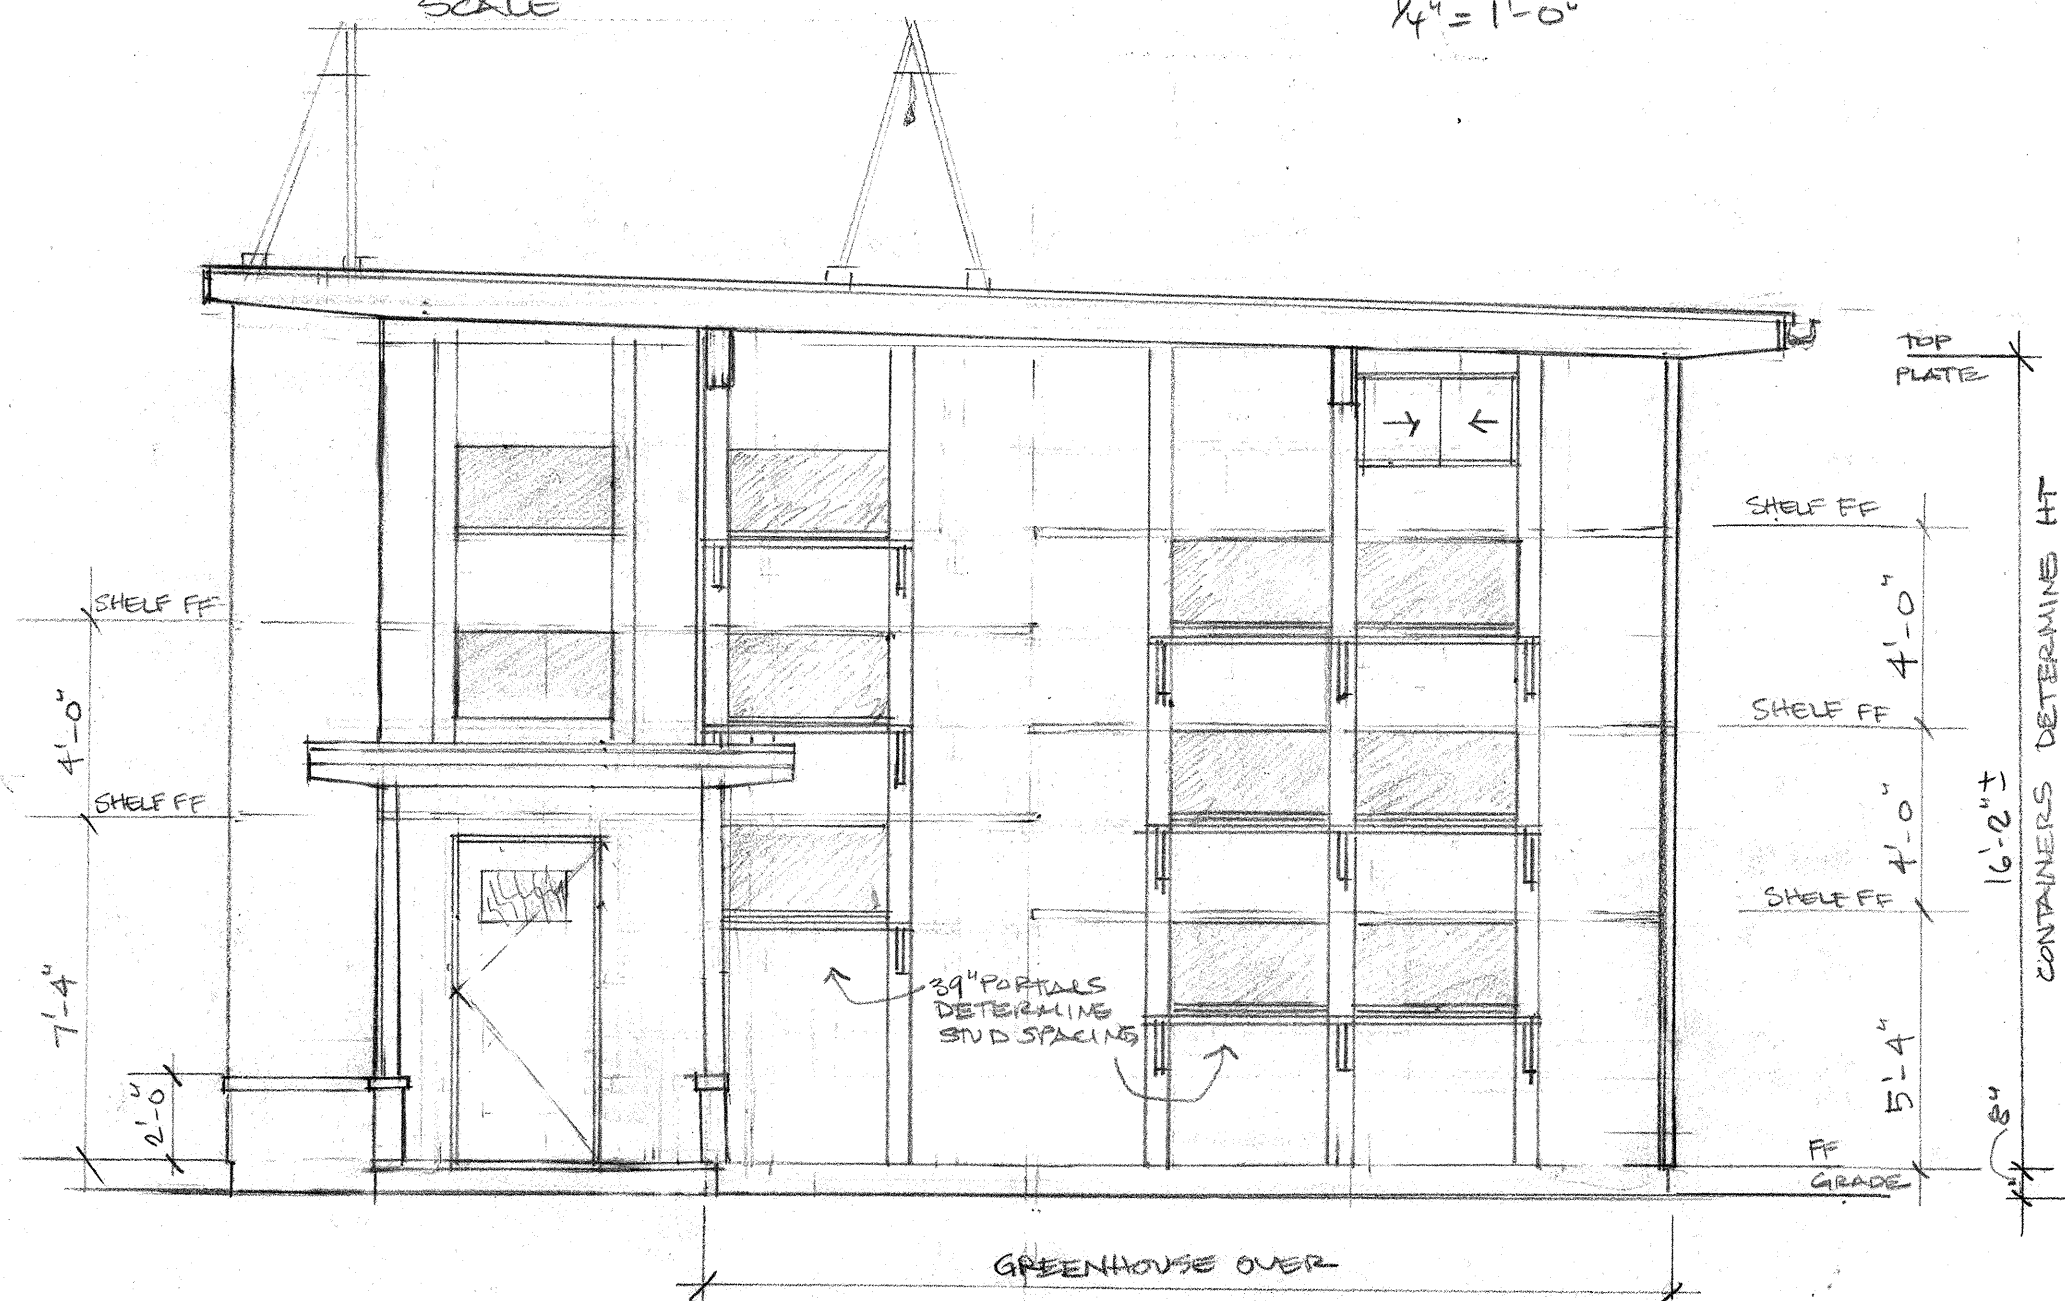 SCALE
1/4" = 1'-0"
TOP
PLATE
SHELF FF
CONTAINERS DETERMINE HT
SHELF FF
4'-0"
4'-0"
SHELF FF
16'-2"±
SHELF FF
4'-0"
SHELF FF
39" PORTALS
DETERMINE
STUD SPACING
7'-4"
5'-4"
2'-0"
8"
FF
GRADE
GREENHOUSE OVER